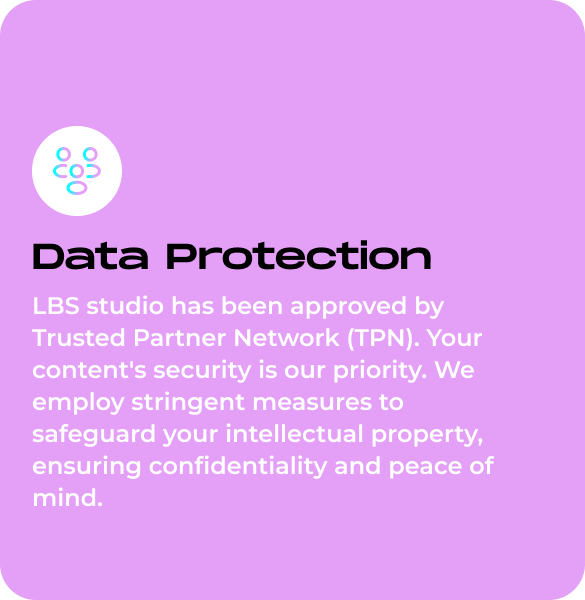 Data Protection
LBS studio has been approved by
Trusted Partner Network (TPN). Your
content's security is our priority. We
employ stringent measures to
safeguard your intellectual property,
ensuring confidentiality and peace of
mind.